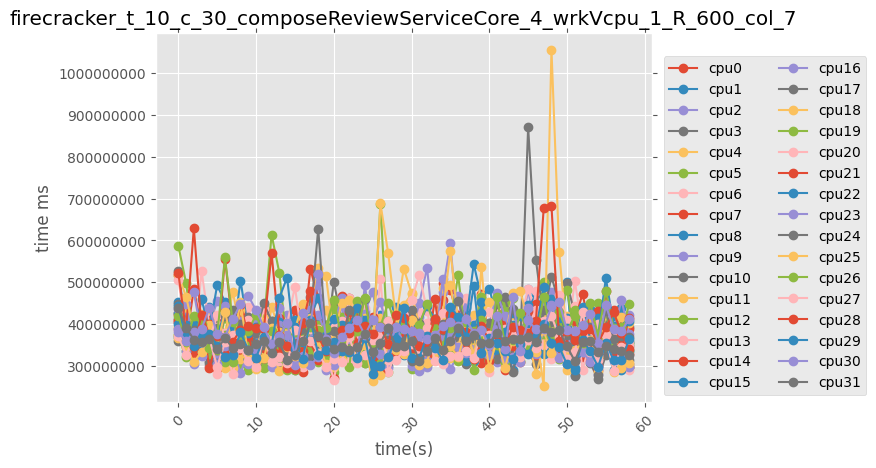 firecracker_t_10_c_30_composeReviewServiceCore_4_wrkVcpu_1_R_600_col_7
1000000000
900000000
800000000
700000000
600000000
500000000
400000000
300000000
time ms
0
10
20
30
40
50
60
time(s)
cpu0
cpu1
cpu2
cpu3
cpu4
cpu5
cpu6
cpu7
cpu8
cpu9
cpu10
cpu11
cpu12
cpu13
cpu14
cpu15
cpu16
cpu17
cpu18
cpu19
cpu20
cpu21
cpu22
cpu23
cpu24
cpu25
cpu26
cpu27
cpu28
cpu29
cpu30
cpu31